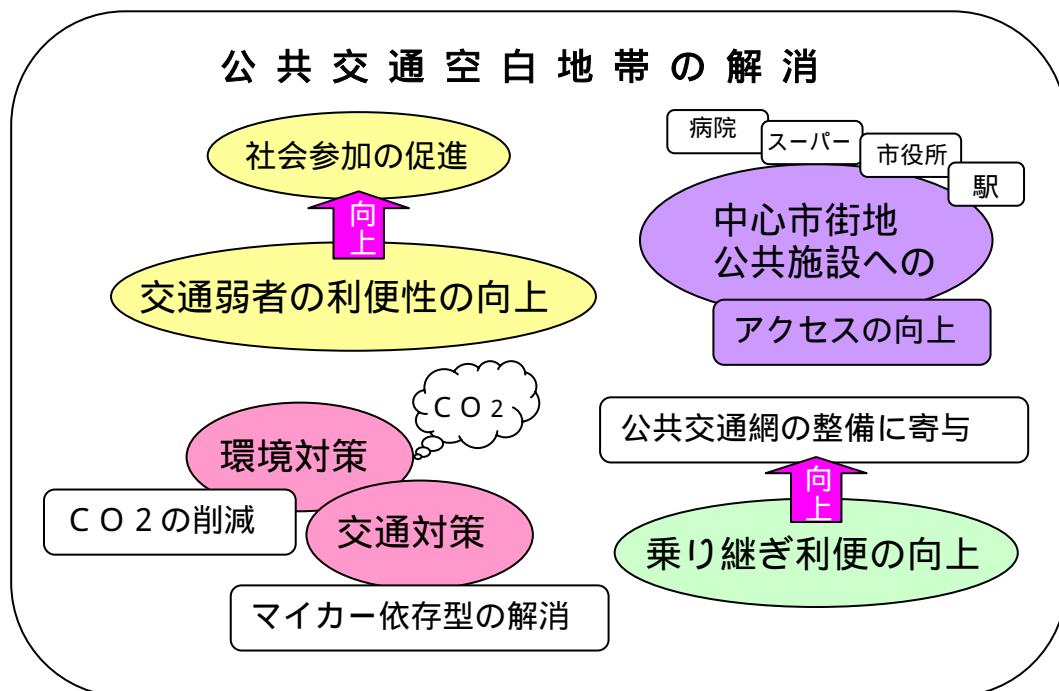 公共交通空白地帯の解消
社会参加の促進
向上
交通弱者の利便性の向上
病院
スーパー
市役所
駅
中心市街地
公共施設への
アクセスの向上
CO2
環境対策
CO2の削減
交通対策
マイカー依存型の解消
公共交通網の整備に寄与
向上
乗り継ぎ利便の向上